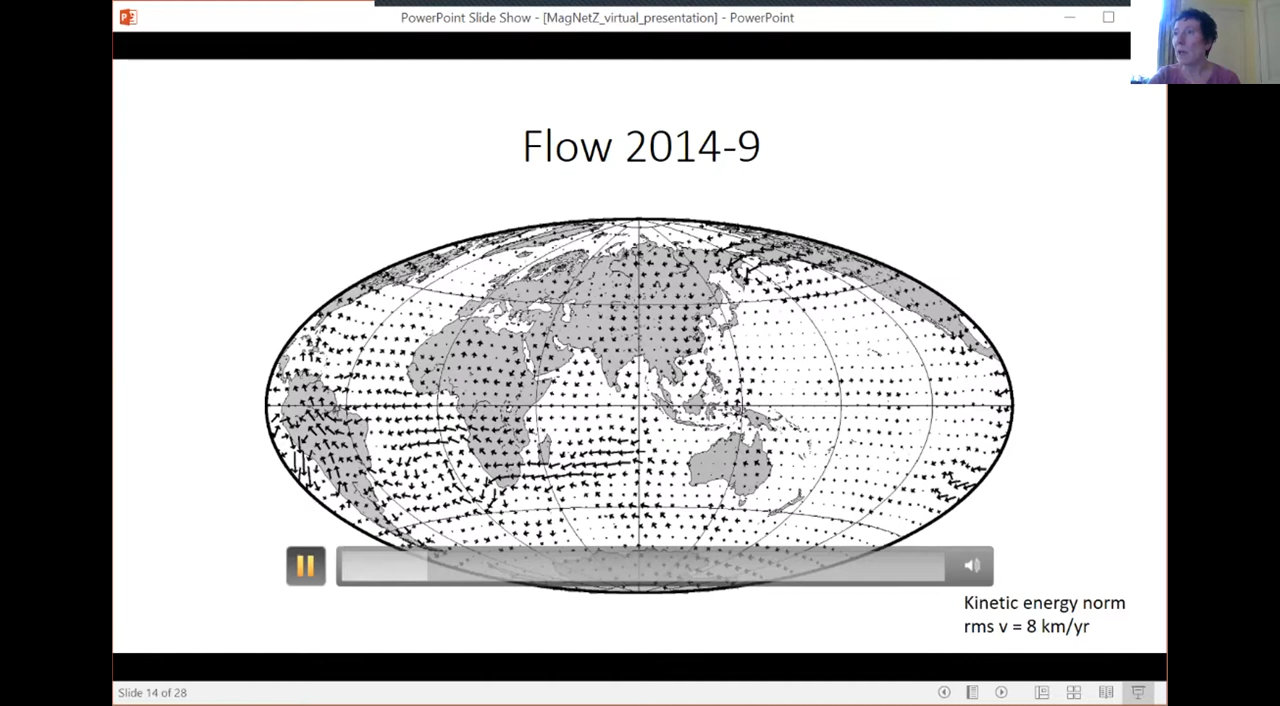 PowerPoint Slide Show - [MagNetZ_virtual_presentation] - PowerPoint
Flow 2014-9
Kinetic energy norm
rms v = 8 km/yr
Slide 14 of 28